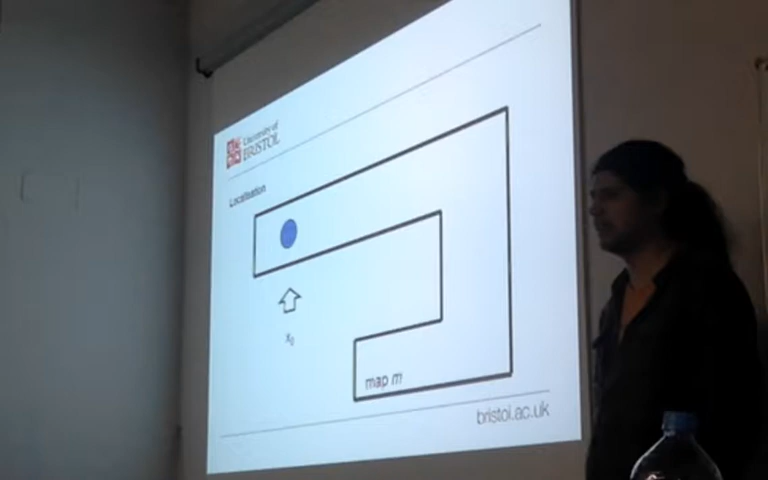 University of
BRISTOL
Localisation
x₀
map m
bristol.ac.uk